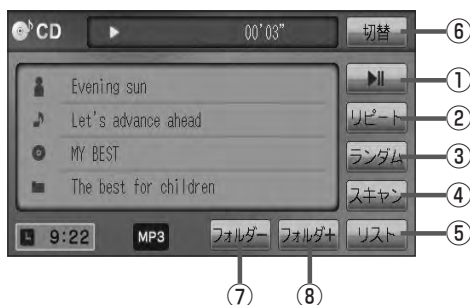 CD 00'03” 切替 ⑥
Evening sun ▶II ①
Let's advance ahead リピート ②
MY BEST ランダム ③
The best for children スキャン ④
9:22 MP3 フォルダー フォルダ+ リスト ⑤
⑦ ⑧